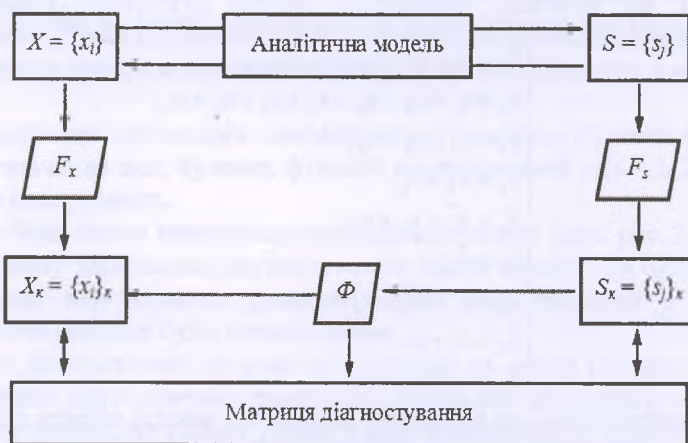 X = {xᵢ}
Аналітична модель
S = {sⱼ}
Fₓ
Fₛ
Xₖ = {xᵢ}ₖ
Φ
Sₖ = {sⱼ}ₖ
Матриця діагностування